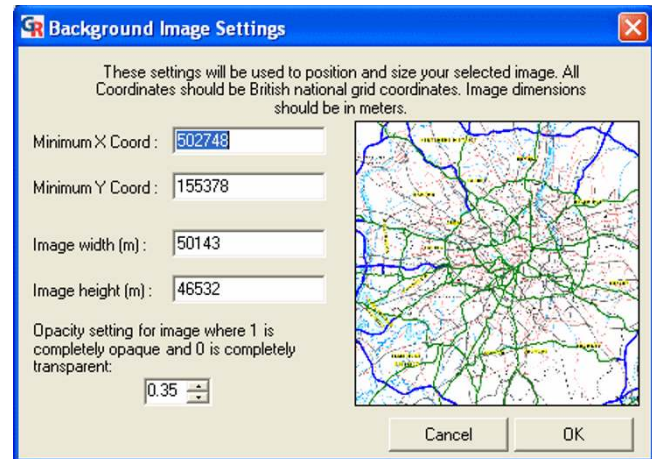 GR Background Image Settings
These settings will be used to position and size your selected image. All
Coordinates should be British national grid coordinates. Image dimensions
should be in meters.
Minimum X Coord : 502748
Minimum Y Coord : 155378
Image width (m) : 50143
Image height (m) : 46532
Opacity setting for image where 1 is
completely opaque and 0 is completely
transparent:
0.35
Cancel OK